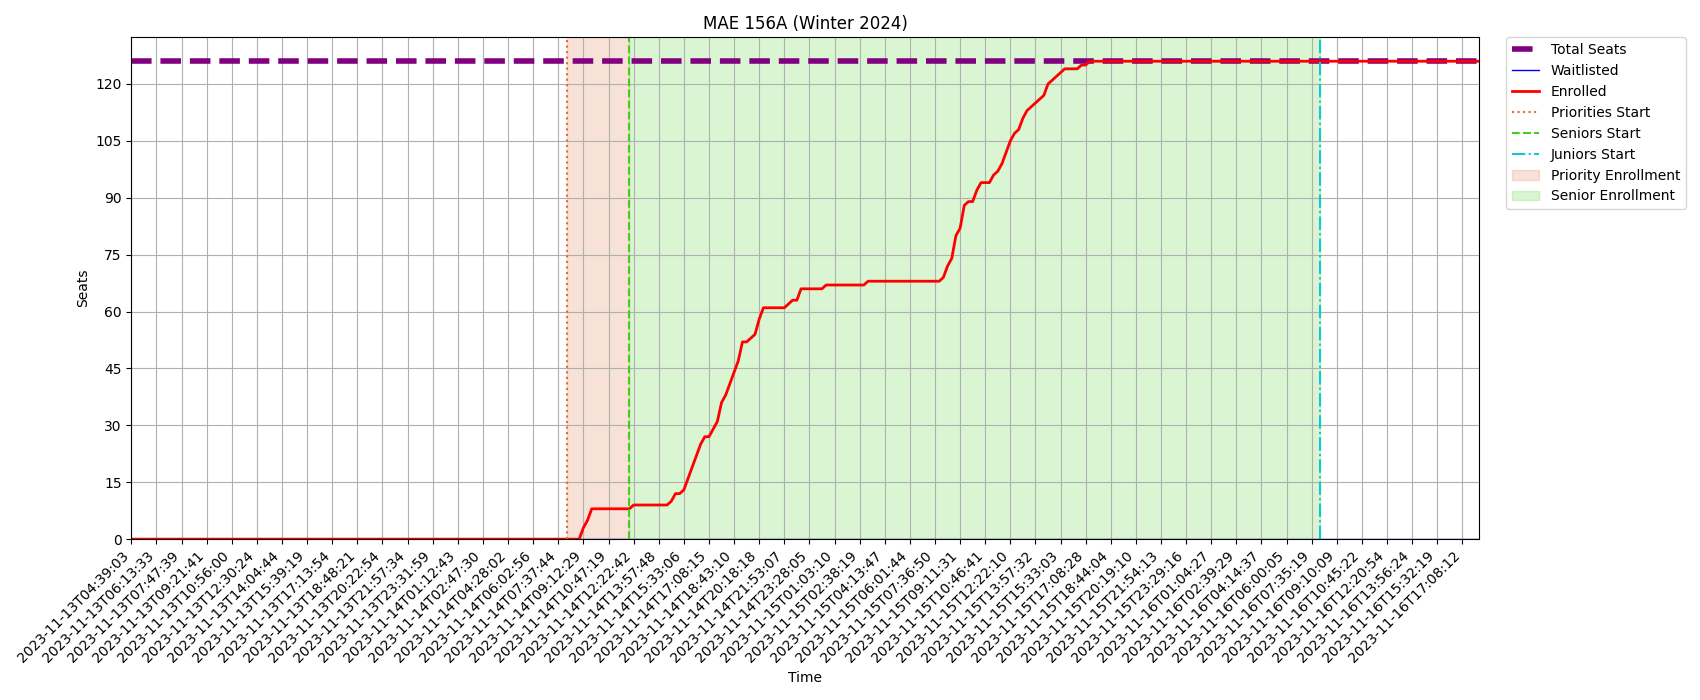 MAE 156A (Winter 2024)
Seats
120
105
90
75
60
45
30
15
0
2023-11-13T04:39:03
2023-11-13T06:13:33
2023-11-13T07:47:39
2023-11-13T09:21:41
2023-11-13T10:56:00
2023-11-13T12:30:24
2023-11-13T14:04:44
2023-11-13T15:39:19
2023-11-13T17:13:54
2023-11-13T18:48:21
2023-11-13T20:22:54
2023-11-13T21:57:34
2023-11-13T23:31:59
2023-11-14T01:12:43
2023-11-14T02:47:30
2023-11-14T04:28:02
2023-11-14T06:02:56
2023-11-14T07:37:44
2023-11-14T09:12:29
2023-11-14T10:47:19
2023-11-14T12:22:42
2023-11-14T13:57:48
2023-11-14T15:33:06
2023-11-14T17:08:15
2023-11-14T18:43:10
2023-11-14T20:18:18
2023-11-14T21:53:07
2023-11-14T23:28:05
2023-11-15T01:03:10
2023-11-15T02:38:19
2023-11-15T04:13:47
2023-11-15T06:01:44
2023-11-15T07:36:50
2023-11-15T09:11:31
2023-11-15T10:46:41
2023-11-15T12:22:10
2023-11-15T13:57:32
2023-11-15T15:33:03
2023-11-15T17:08:28
2023-11-15T18:44:04
2023-11-15T20:19:10
2023-11-15T21:54:13
2023-11-15T23:29:16
2023-11-16T01:04:27
2023-11-16T02:39:29
2023-11-16T04:14:37
2023-11-16T06:00:05
2023-11-16T07:35:19
2023-11-16T09:10:09
2023-11-16T10:45:22
2023-11-16T12:20:54
2023-11-16T13:56:24
2023-11-16T15:32:19
2023-11-16T17:08:12
Time
Total Seats
Waitlisted
Enrolled
Priorities Start
Seniors Start
Juniors Start
Priority Enrollment
Senior Enrollment